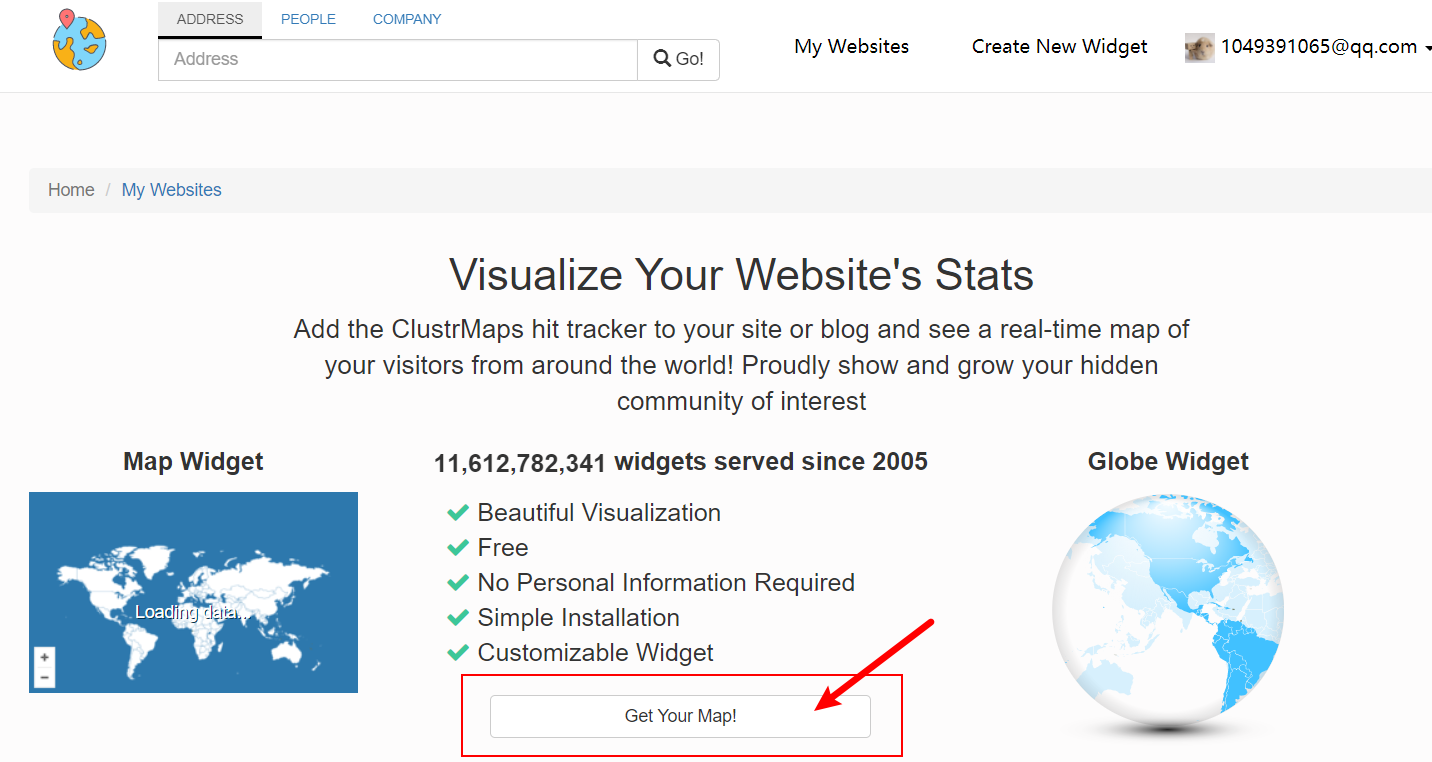 ADDRESS PEOPLE COMPANY
Address
Go!
My Websites
Create New Widget
1049391065@qq.com
Home / My Websites
Visualize Your Website's Stats
Add the ClustrMaps hit tracker to your site or blog and see a real-time map of
your visitors from around the world! Proudly show and grow your hidden
community of interest
Map Widget
Loading data...
+
−
11,612,782,341 widgets served since 2005
Beautiful Visualization
Free
No Personal Information Required
Simple Installation
Customizable Widget
Get Your Map!
Globe Widget